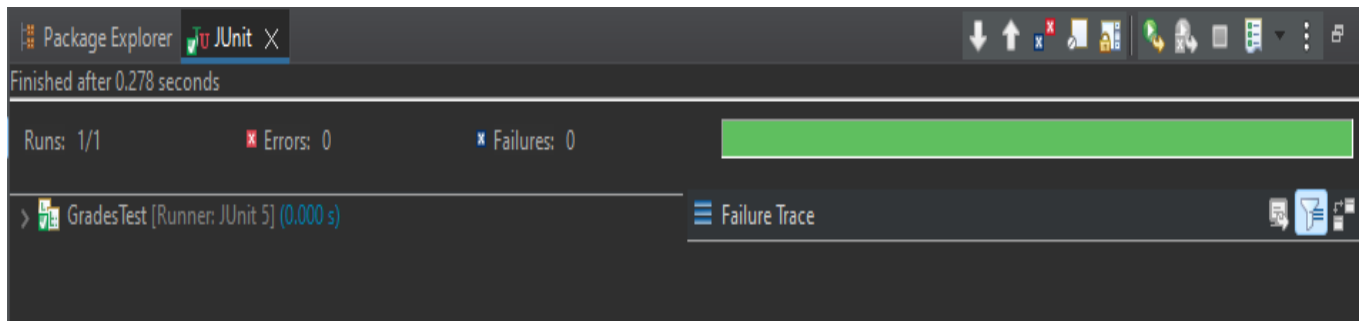 Package Explorer JUnit
Finished after 0.278 seconds
Runs: 1/1 Errors: 0 Failures: 0
GradesTest [Runner: JUnit 5] (0.000 s) Failure Trace